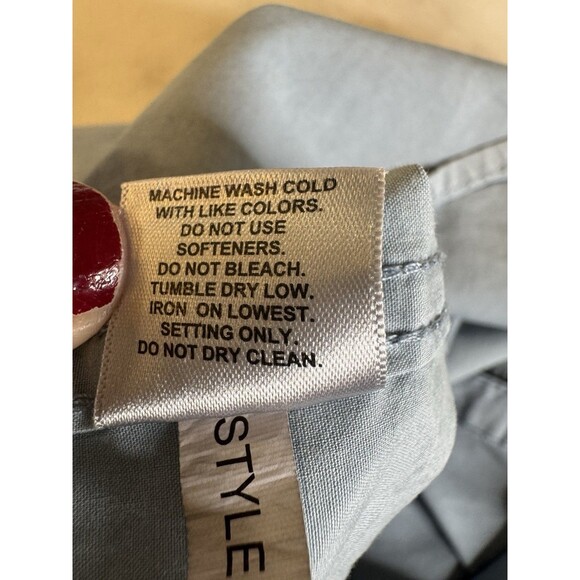 MACHINE WASH COLD
WITH LIKE COLORS.
DO NOT USE
SOFTENERS.
DO NOT BLEACH.
TUMBLE DRY LOW.
IRON ON LOWEST.
SETTING ONLY.
DO NOT DRY CLEAN.
STYLE